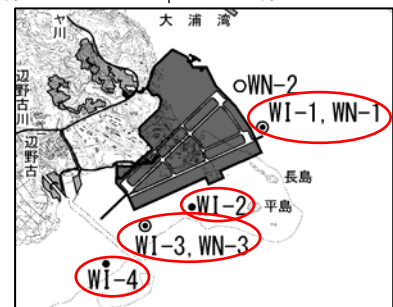 大浦湾
ヤ川
辺野古川
辺野古
WN-2
WI-1, WN-1
長島
WI-2
平島
WI-3, WN-3
WI-4